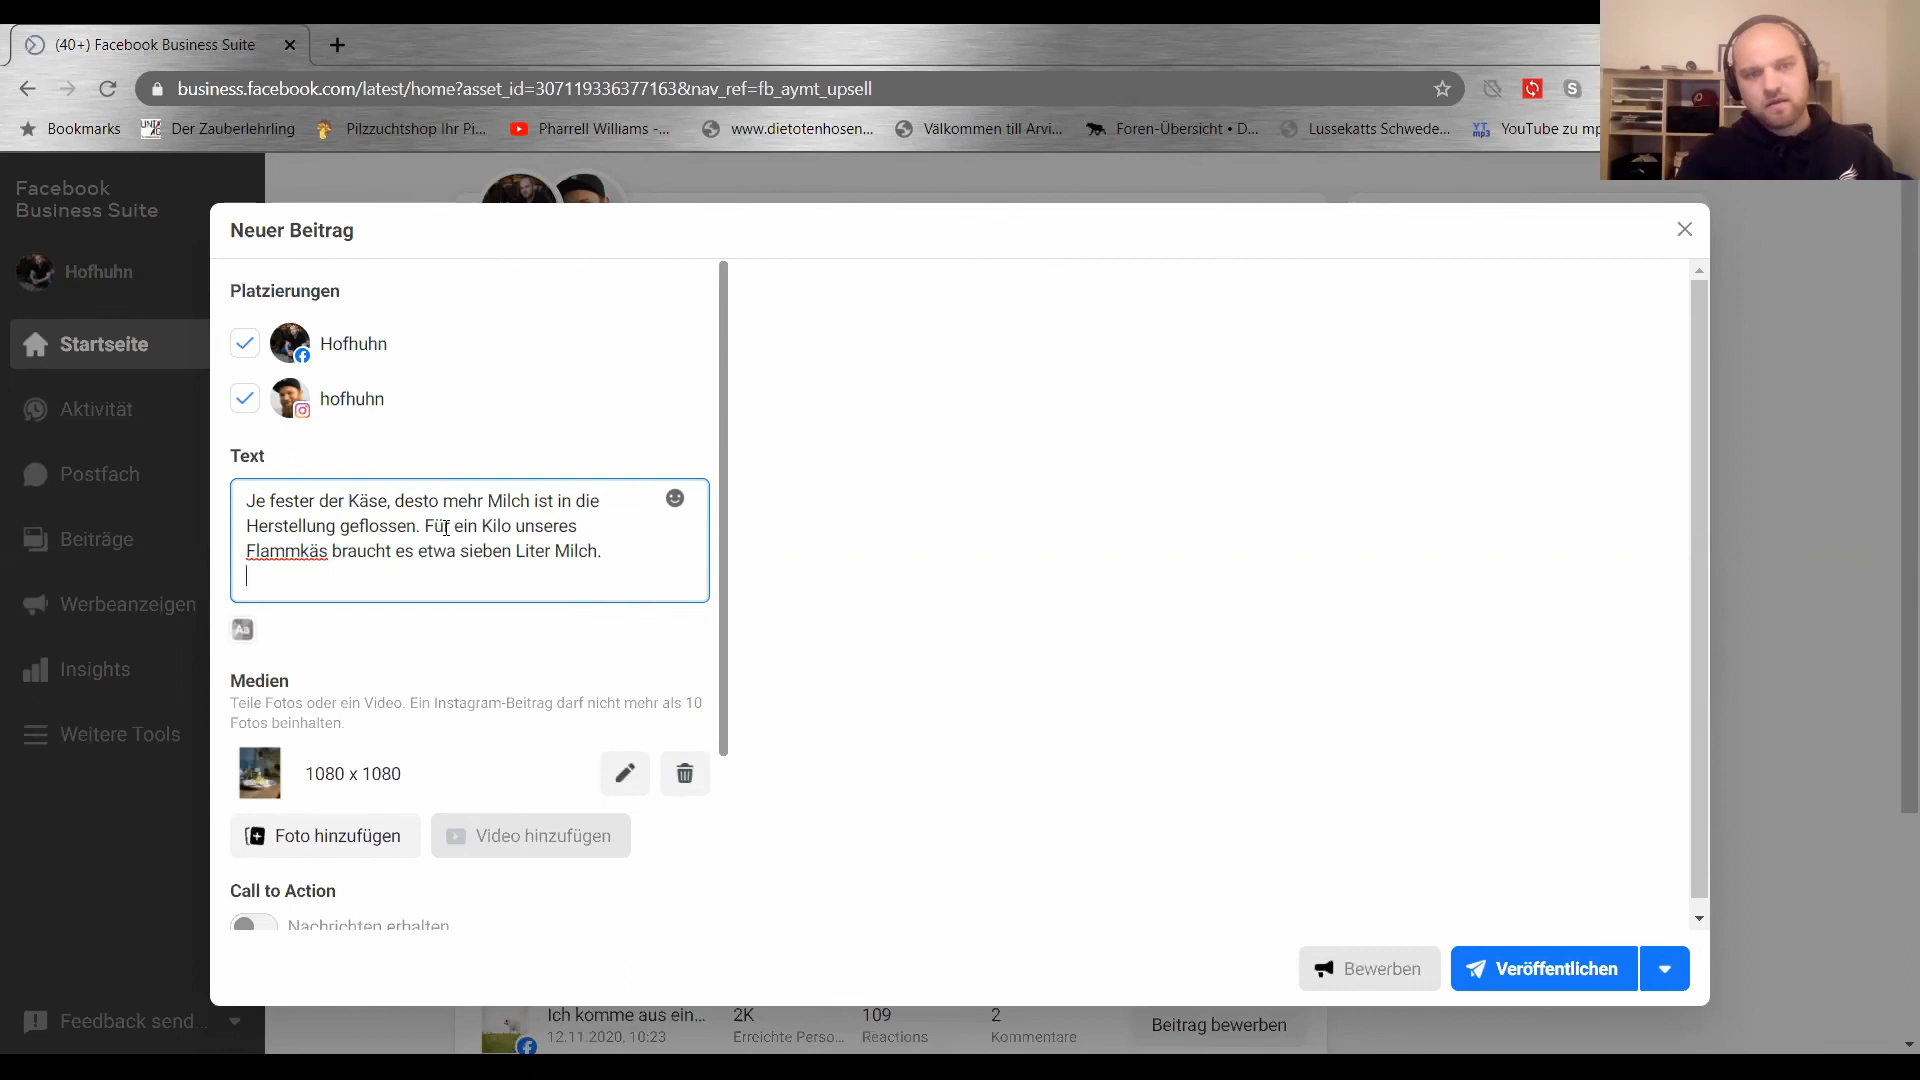 (40+) Facebook Business Suite
business.facebook.com/latest/home?asset_id=307119336377163&nav_ref=fb_aymt_upsell
S
Bookmarks
Der Zauberlehrling
Pilzzuchtshop Ihr Pi...
Pharrell Williams -...
www.dietotenhosen...
Välkommen till Arvi...
Foren-Übersicht • D...
Lussekatts Schwede...
YT mp3
YouTube zu mp
Facebook
Business Suite
Hofhuhn
Startseite
Aktivität
Postfach
Beiträge
Werbeanzeigen
Insights
Weitere Tools
Feedback send...
Neuer Beitrag
Platzierungen
Hofhuhn
hofhuhn
Text
Je fester der Käse, desto mehr Milch ist in die
Herstellung geflossen. Für ein Kilo unseres
Flammkäs braucht es etwa sieben Liter Milch.
Aa
Medien
Teile Fotos oder ein Video. Ein Instagram-Beitrag darf nicht mehr als 10
Fotos beinhalten.
1080 x 1080
Foto hinzufügen
Video hinzufügen
Call to Action
Nachrichten erhalten
Bewerben
Veröffentlichen
Ich komme aus ein...
12.11.2020, 10:23
2K
Erreichte Perso...
109
Reactions
2
Kommentare
Beitrag bewerben